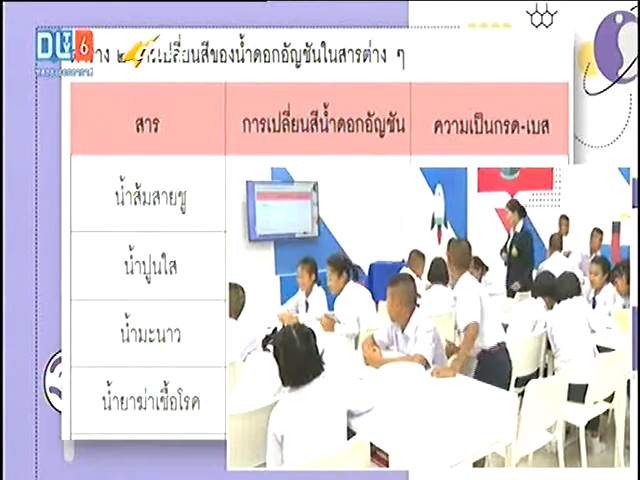 DLTV 6
ตาราง ๒ การเปลี่ยนสีของน้ำดอกอัญชันในสารต่าง ๆ
สาร การเปลี่ยนสีน้ำดอกอัญชัน ความเป็นกรด-เบส
น้ำส้มสายชู
น้ำปูนใส
น้ำมะนาว
น้ำยาฆ่าเชื้อโรค